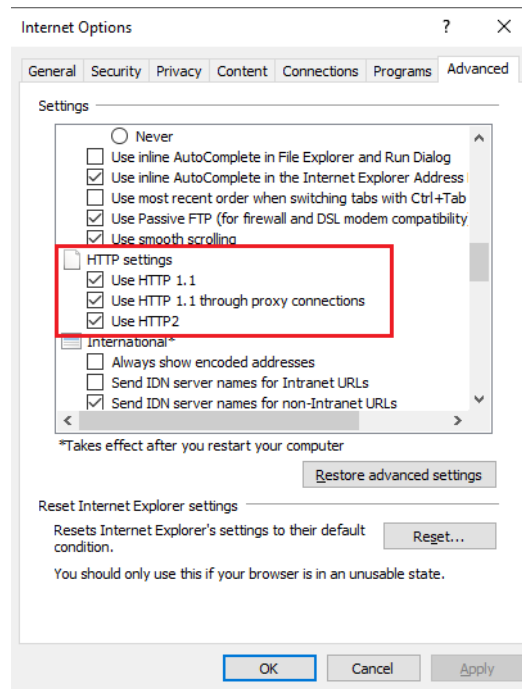 Internet Options ? ×
General Security Privacy Content Connections Programs Advanced
Settings
Never
Use inline AutoComplete in File Explorer and Run Dialog
Use inline AutoComplete in the Internet Explorer Address
Use most recent order when switching tabs with Ctrl+Tab
Use Passive FTP (for firewall and DSL modem compatibility
Use smooth scrolling
HTTP settings
Use HTTP 1.1
Use HTTP 1.1 through proxy connections
Use HTTP2
International*
Always show encoded addresses
Send IDN server names for Intranet URLs
Send IDN server names for non-Intranet URLs
*Takes effect after you restart your computer
Restore advanced settings
Reset Internet Explorer settings
Resets Internet Explorer's settings to their default
condition.
Reset...
You should only use this if your browser is in an unusable state.
OK Cancel Apply